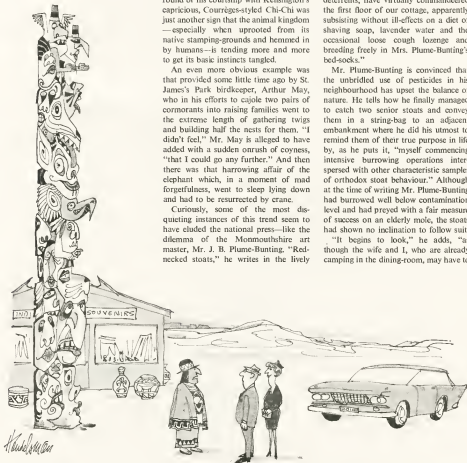 round of his courtship with Kensington's
capricious, Courrèges-styled Chi-Chi was
just another sign that the animal kingdom
—especially when uprooted from its
native stamping-grounds and hemmed in
by humans—is tending more and more
to get its basic instincts tangled.
An even more obvious example was
that provided some little time ago by St.
James's Park birdkeeper, Arthur May,
who in his efforts to cajole two pairs of
cormorants into raising families went to
the extreme length of gathering twigs
and building half the nests for them. "I
didn't feel," Mr. May is alleged to have
added with a sudden onrush of coyness,
"that I could go any further." And then
there was that harrowing affair of the
elephant which, in a moment of mad
forgetfulness, went to sleep lying down
and had to be resurrected by crane.
Curiously, some of the most dis-
quieting instances of this trend seem to
have eluded the national press—like the
dilemma of the Monmouthshire art
master, Mr. J. B. Plume-Bunting. "Red-
necked stoats," he writes in the lively
deterrents, have virtually commandeered
the first floor of our cottage, apparently
subsisting without ill-effects on a diet o
shaving soap, lavender water and the
occasional loose cough lozenge and
breeding freely in Mrs. Plume-Bunting'
bed-socks."
Mr. Plume-Bunting is convinced tha
the unbridled use of pesticides in hi
neighbourhood has upset the balance o
nature. He tells how he finally managed
to catch two senior stoats and convey
them in a string-bag to an adjacen
embankment where he did his utmost to
remind them of their true purpose in life
by, as he puts it, "myself commencing
intensive burrowing operations inter
spersed with other characteristic sample
of orthodox stoat behaviour." Although
at the time of writing Mr. Plume-Bunting
had burrowed well below contamination
level and had preyed with a fair measure
of success on an elderly mole, the stoats
had shown no inclination to follow suit
"It begins to look," he adds, "as
though the wife and I, who are already
camping in the dining-room, may have to
INDI SOUVENIRS
Handelsman